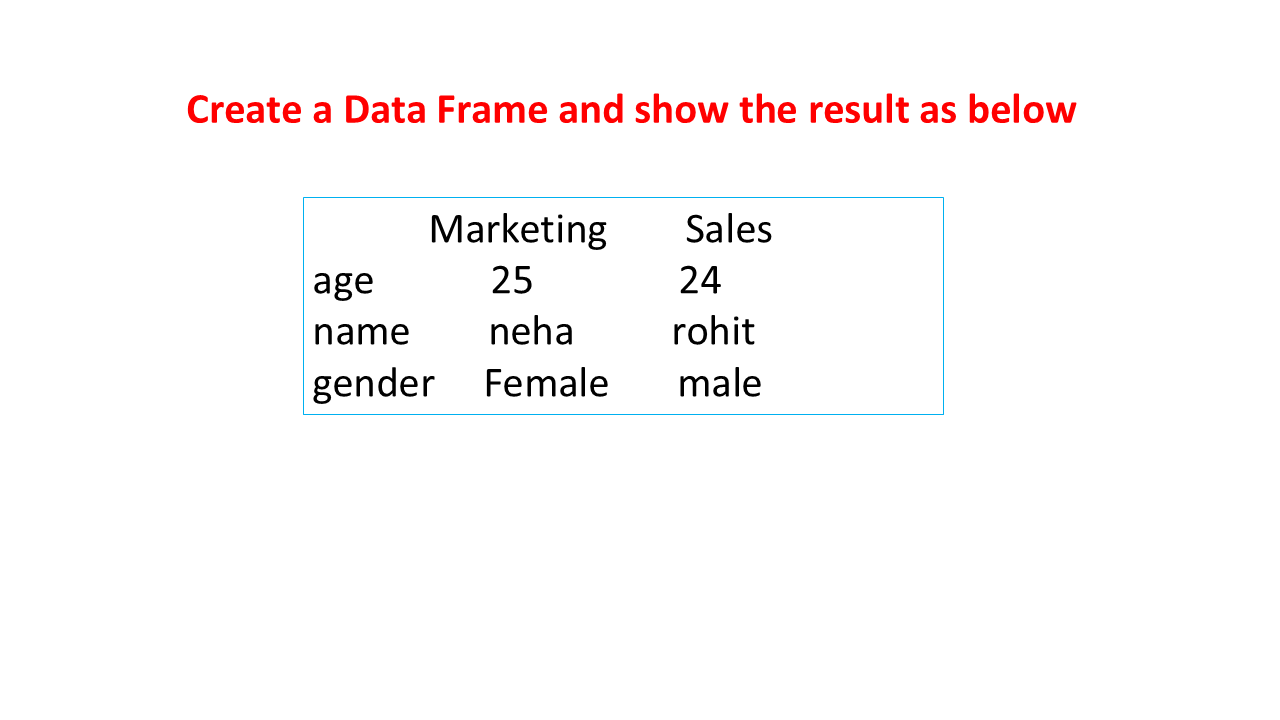 Create a Data Frame and show the result as below
Marketing Sales
age 25 24
name neha rohit
gender Female male